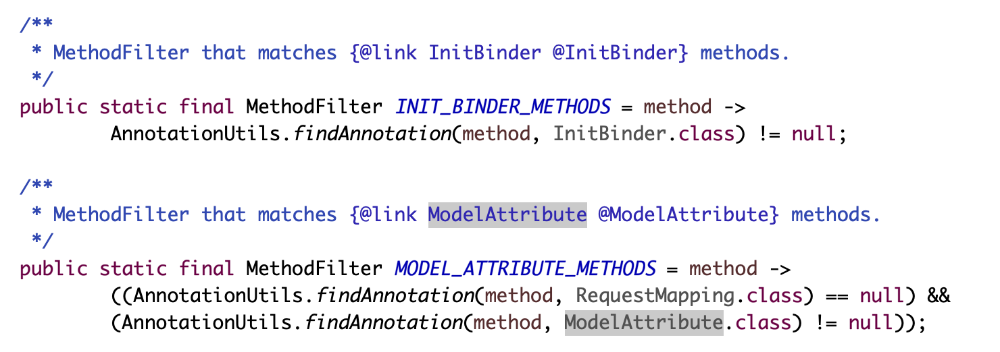 /**
 * MethodFilter that matches {@link InitBinder @InitBinder} methods.
 */
public static final MethodFilter INIT_BINDER_METHODS = method ->
        AnnotationUtils.findAnnotation(method, InitBinder.class) != null;

/**
 * MethodFilter that matches {@link ModelAttribute @ModelAttribute} methods.
 */
public static final MethodFilter MODEL_ATTRIBUTE_METHODS = method ->
        ((AnnotationUtils.findAnnotation(method, RequestMapping.class) == null) &&
        (AnnotationUtils.findAnnotation(method, ModelAttribute.class) != null));